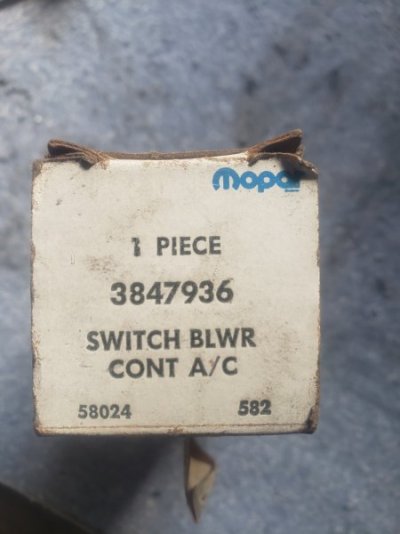 Mopar
1 PIECE
3847936
SWITCH BLWR
CONT A/C
58024 582